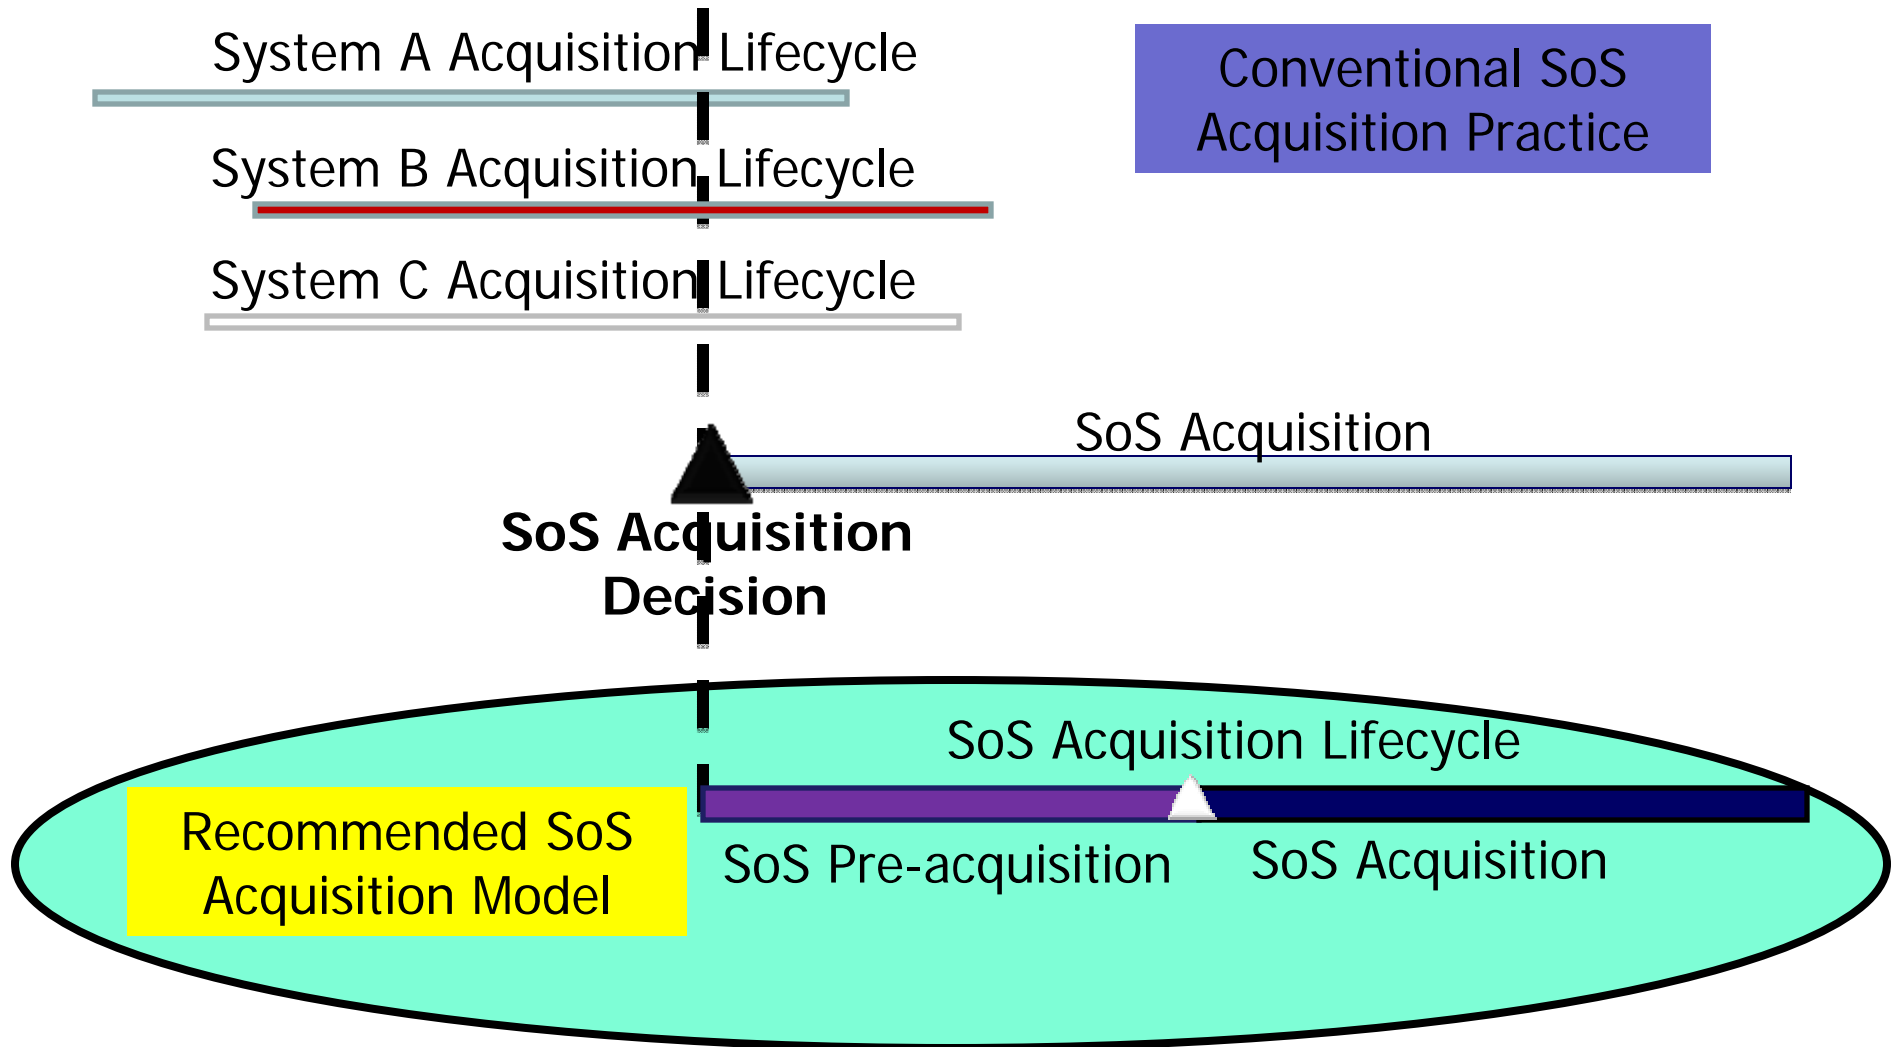 System A Acquisition Lifecycle
Conventional SoS
Acquisition Practice
System B Acquisition Lifecycle
System C Acquisition Lifecycle
SoS Acquisition
SoS Acquisition
Decision
SoS Acquisition Lifecycle
Recommended SoS
Acquisition Model
SoS Pre-acquisition
SoS Acquisition